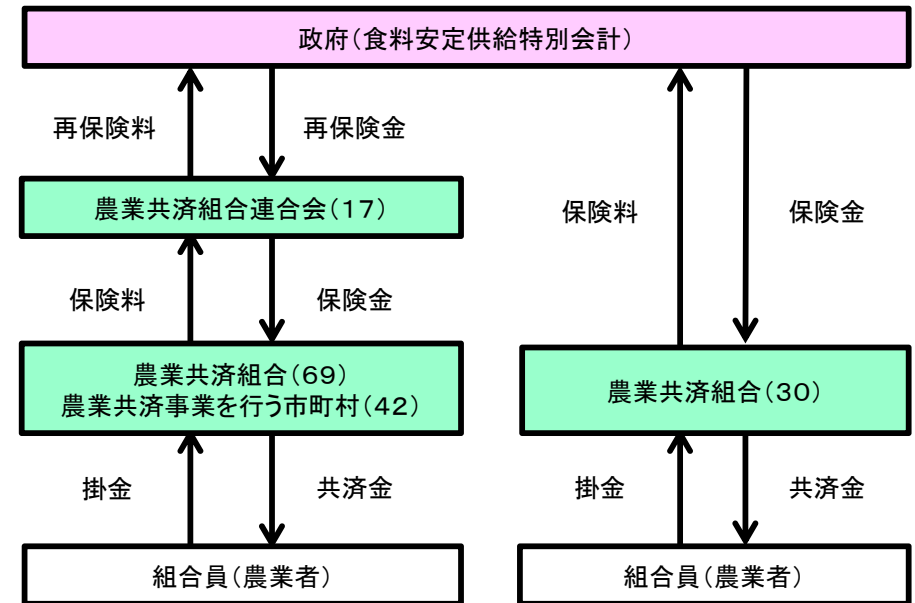 政府(食料安定供給特別会計)
再保険料
再保険金
農業共済組合連合会(17)
保険料
保険金
保険料
保険金
農業共済組合(69)
農業共済事業を行う市町村(42)
農業共済組合(30)
掛金
共済金
掛金
共済金
組合員(農業者)
組合員(農業者)